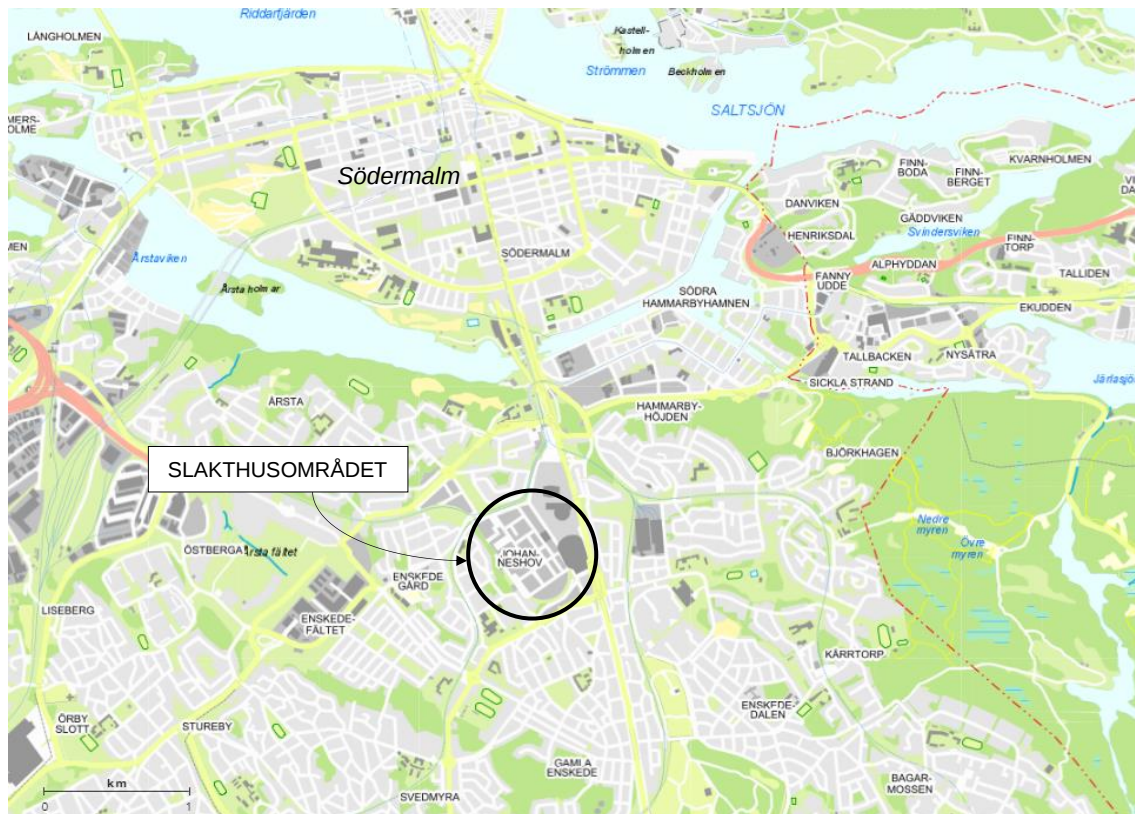 Riddarfjärden
LÅNGHOLMEN
Kastell-
holmen
Strömmen
Beckholmen
SALTSJÖN
MERS-
OLME
Södermalm
FINN-
BODA
FINN-
BERGET
KVARNHOLMEN
DANVIKEN
GÄDDVIKEN
Svindersviken
HENRIKSDAL
FINN-
TORP
ALPHYDDAN
TALLIDEN
SÖDERMALM
Årstaviken
Årsta holmar
FANNY
UDDE
SÖDRA
HAMMARBYHAMNEN
EKUDDEN
TALLBACKEN
NYSÄTRA
SICKLA STRAND
Järlasjö
ÅRSTA
HAMMARBY-
HÖJDEN
BJÖRKHAGEN
SLAKTHUSOMRÅDET
Nedre
myren
Övre
myren
ÖSTBERGA
Årsta fältet
JOHAN-
NESHOV
ENSKEDE
GÅRD
LISEBERG
ENSKEDE-
FÄLTET
KÄRRTORP
ENSKEDE-
DALEN
ÖRBY
SLOTT
STUREBY
GAMLA
ENSKEDE
BAGAR-
MOSSEN
SVEDMYRA
km
0 1